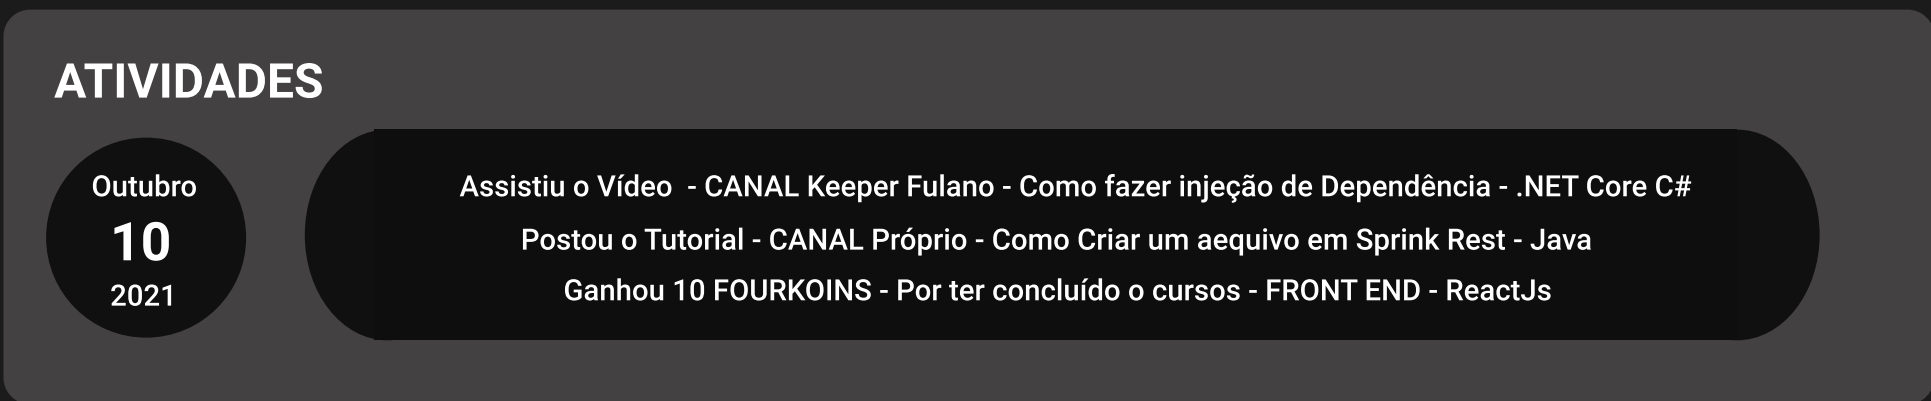 ATIVIDADES
Outubro
10
2021
Assistiu o Vídeo  - CANAL Keeper Fulano - Como fazer injeção de Dependência - .NET Core C#
Postou o Tutorial - CANAL Próprio - Como Criar um aequivo em Sprink Rest - Java
Ganhou 10 FOURKOINS - Por ter concluído o cursos - FRONT END - ReactJs